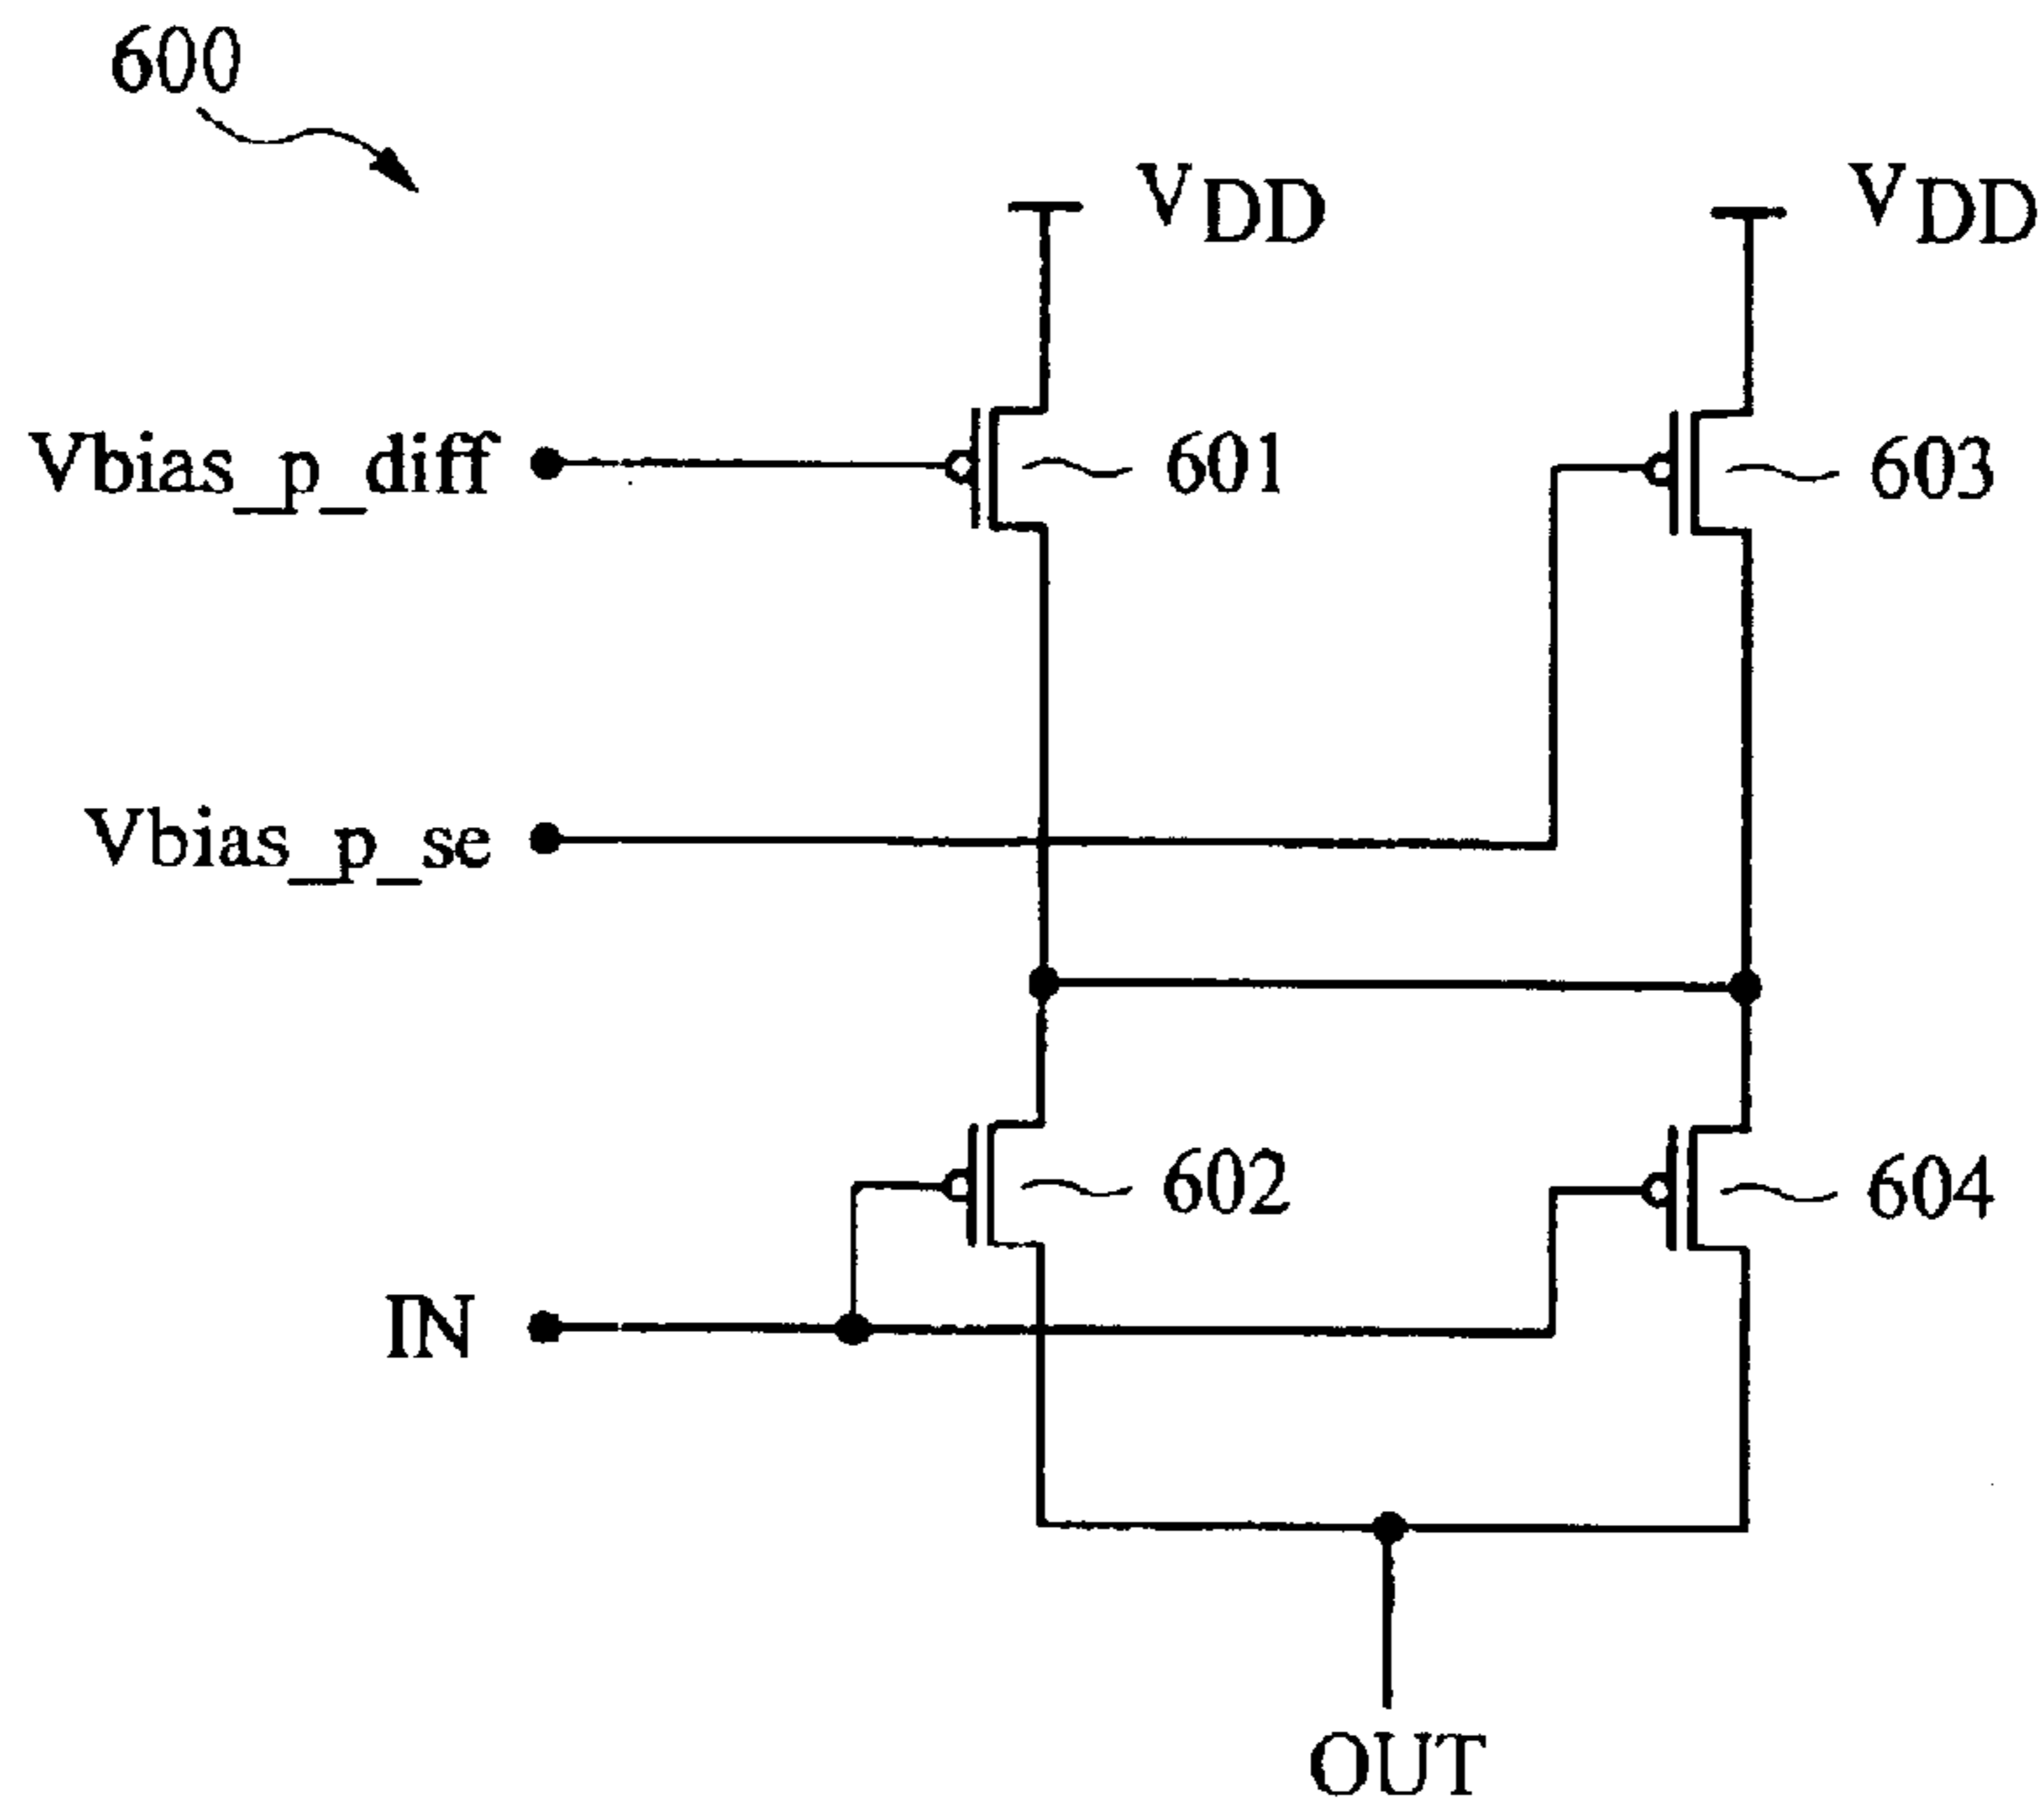 600
VDD
VDD
Vbias_p_diff
601
603
Vbias_p_se
602
604
IN
OUT